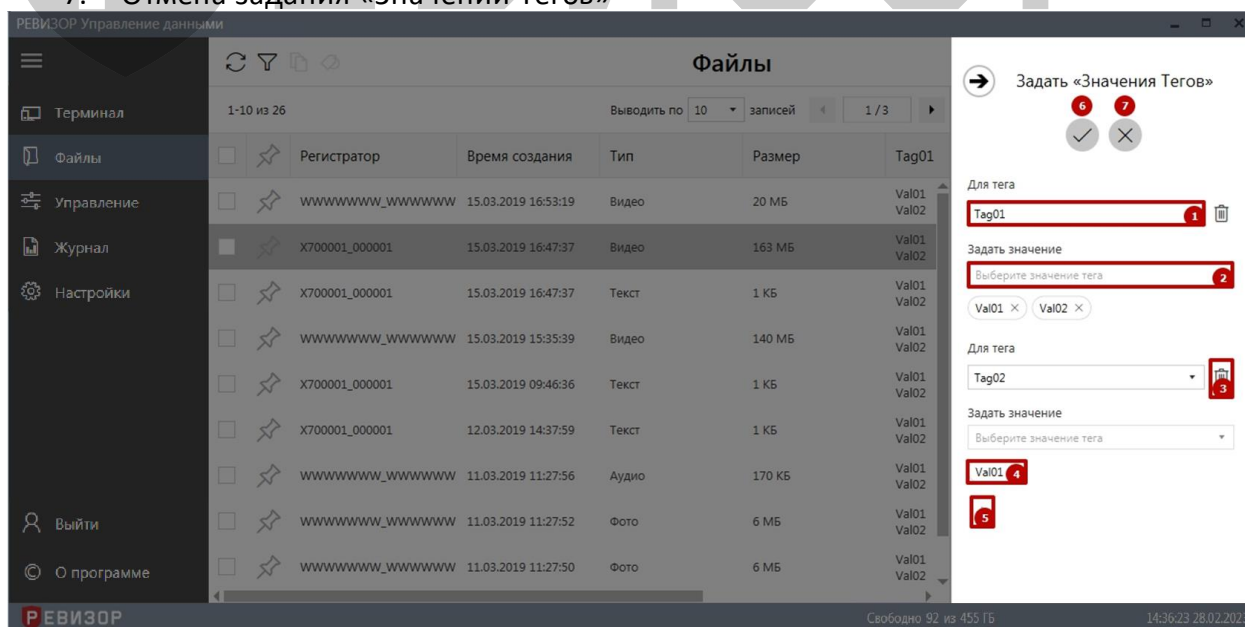 7. Отмена задания «Значений Тегов»
РЕВИЗОР Управление данными
Файлы
Задать «Значения Тегов»
6 7
Терминал
Файлы
Управление
Журнал
Настройки
Выйти
О программе
1-10 из 26 Выводить по 10 записей 1 / 3
Регистратор Время создания Тип Размер Tag01
WWWWWWW_WWWWWW 15.03.2019 16:53:19 Видео 20 МБ Val01
Val02
X700001_000001 15.03.2019 16:47:37 Видео 163 МБ Val01
Val02
X700001_000001 15.03.2019 16:47:37 Текст 1 КБ Val01
Val02
WWWWWWW_WWWWWW 15.03.2019 15:35:39 Видео 140 МБ Val01
Val02
X700001_000001 15.03.2019 09:46:36 Текст 1 КБ Val01
Val02
X700001_000001 12.03.2019 14:37:59 Текст 1 КБ Val01
Val02
WWWWWWW_WWWWWW 11.03.2019 11:27:56 Аудио 170 КБ Val01
Val02
WWWWWWW_WWWWWW 11.03.2019 11:27:52 Фото 6 МБ Val01
Val02
WWWWWWW_WWWWWW 11.03.2019 11:27:50 Фото 6 МБ Val01
Val02
Для тега
Tag01 1
Задать значение
Выберите значение тега 2
Val01 × Val02 ×
Для тега
Tag02
3
Задать значение
Выберите значение тега
Val01 4
5
РЕВИЗОР Свободно 92 из 455 ГБ 14:36:23 28.02.202